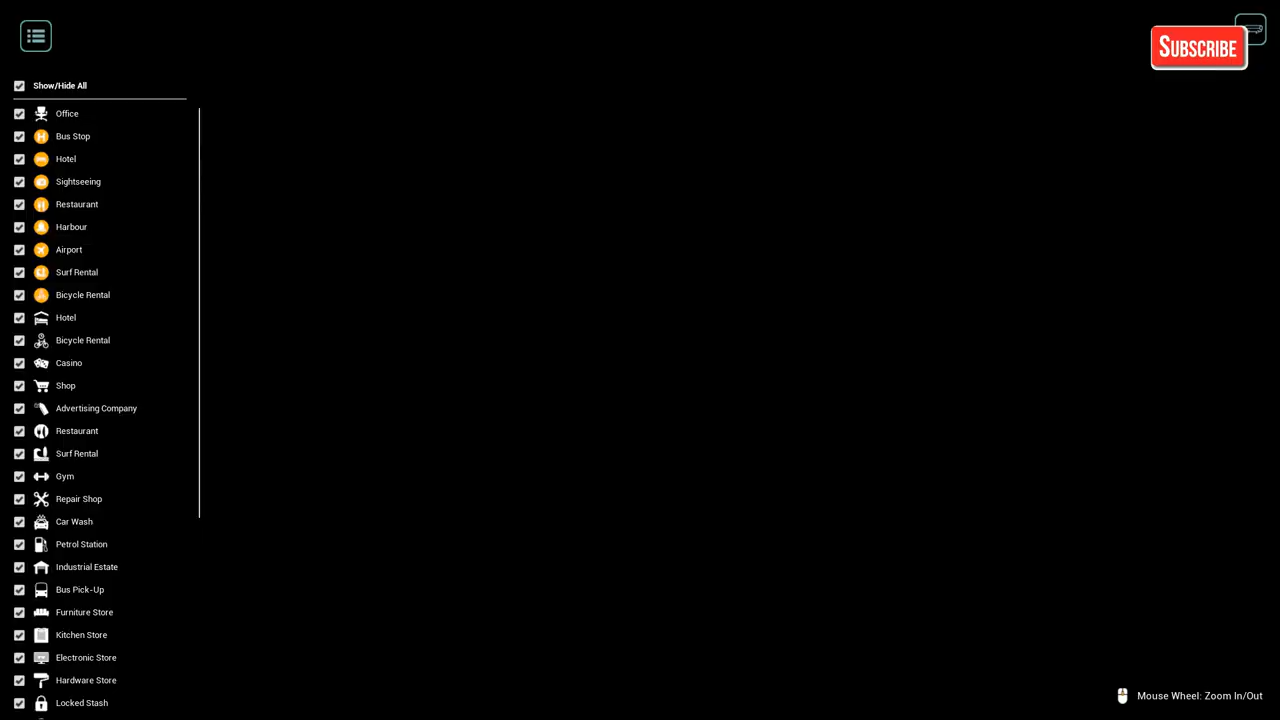 SUBSCRIBE
Show/Hide All
Office
Bus Stop
Hotel
Sightseeing
Restaurant
Harbour
Airport
Surf Rental
Bicycle Rental
Hotel
Bicycle Rental
Casino
Shop
Advertising Company
Restaurant
Surf Rental
Gym
Repair Shop
Car Wash
Petrol Station
Industrial Estate
Bus Pick-Up
Furniture Store
Kitchen Store
Electronic Store
Hardware Store
Locked Stash
Mouse Wheel: Zoom In/Out